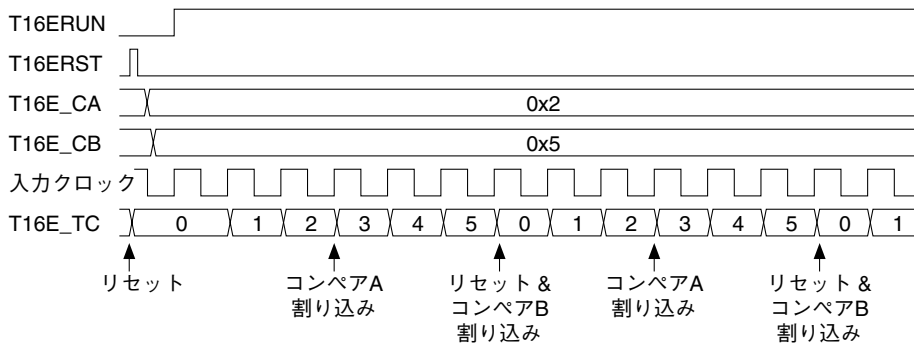 T16ERUN
T16ERST
T16E_CA 0x2
T16E_CB 0x5
入力クロック
T16E_TC 0 1 2 3 4 5 0 1 2 3 4 5 0 1
リセット
コンペアA
割り込み
リセット &
コンペアB
割り込み
コンペアA
割り込み
リセット &
コンペアB
割り込み